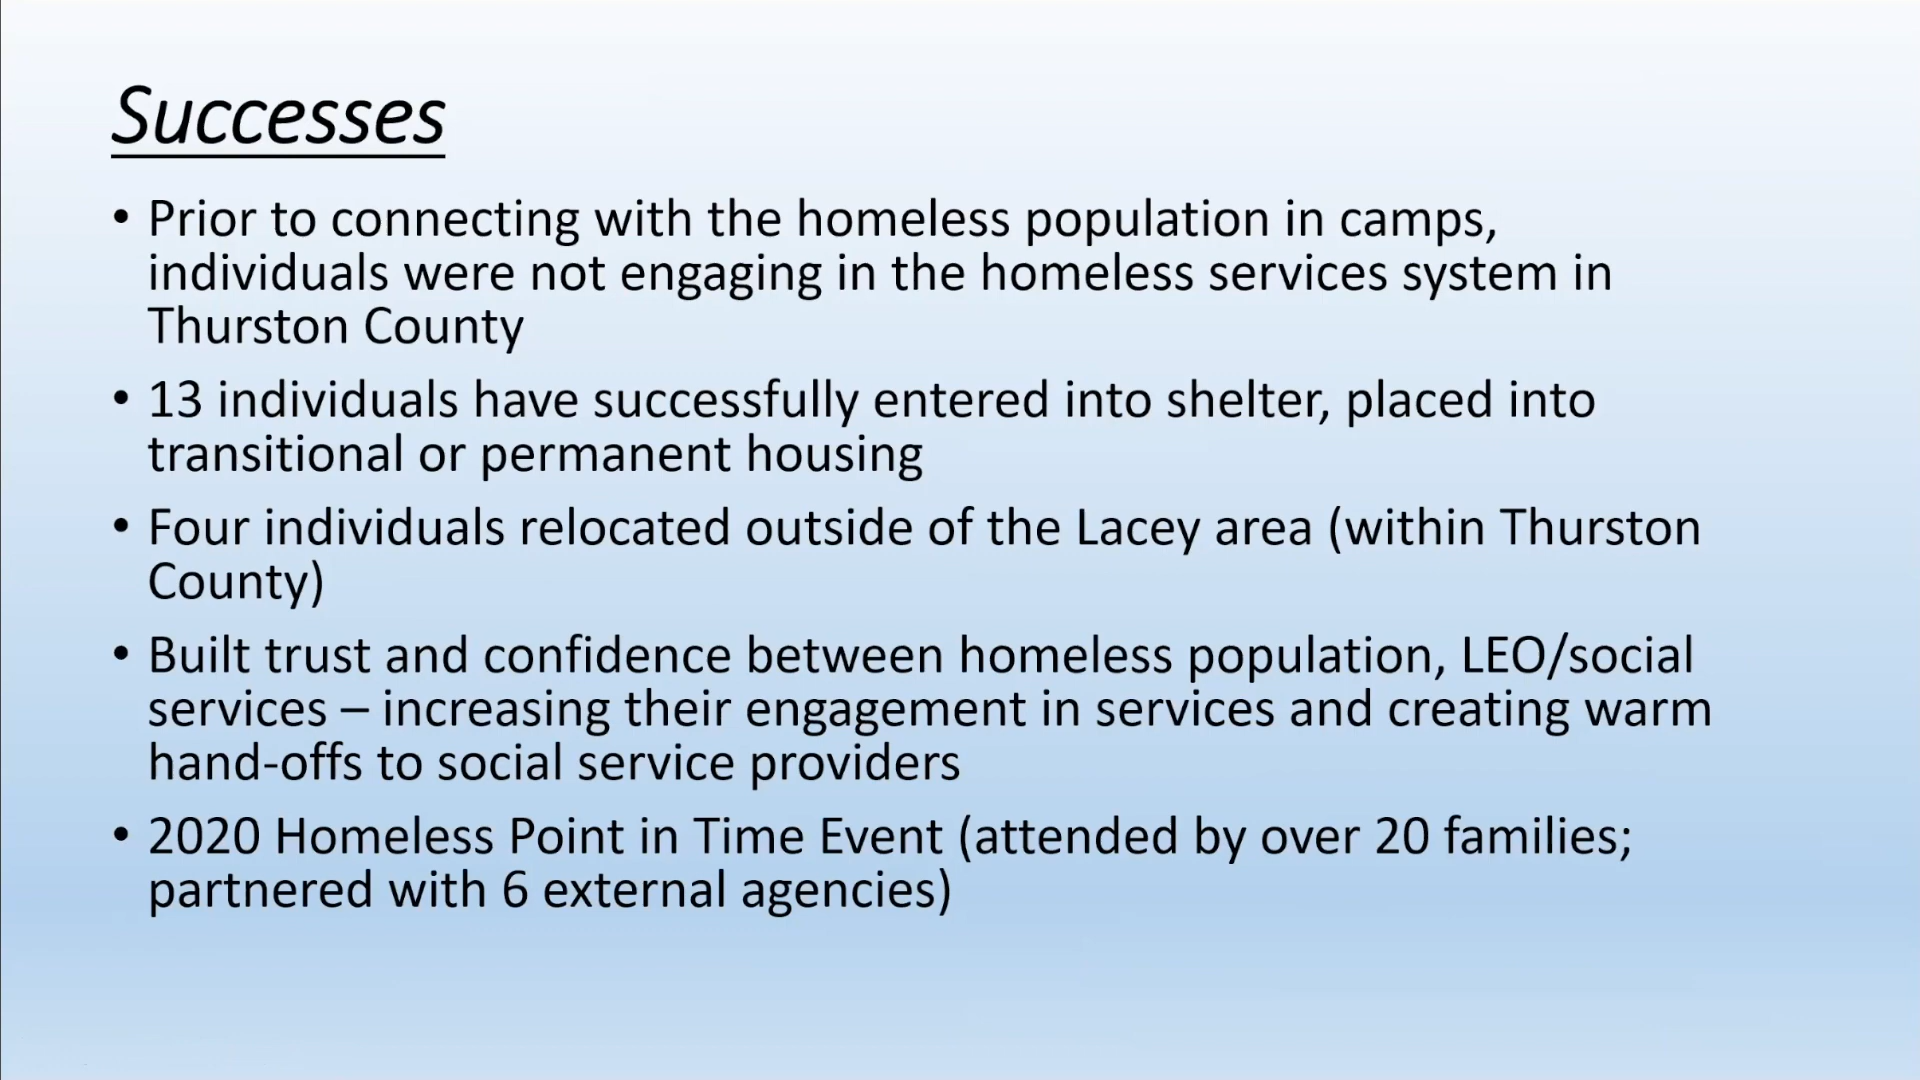 Successes
• Prior to connecting with the homeless population in camps,
individuals were not engaging in the homeless services system in
Thurston County
• 13 individuals have successfully entered into shelter, placed into
transitional or permanent housing
• Four individuals relocated outside of the Lacey area (within Thurston
County)
• Built trust and confidence between homeless population, LEO/social
services – increasing their engagement in services and creating warm
hand-offs to social service providers
• 2020 Homeless Point in Time Event (attended by over 20 families;
partnered with 6 external agencies)